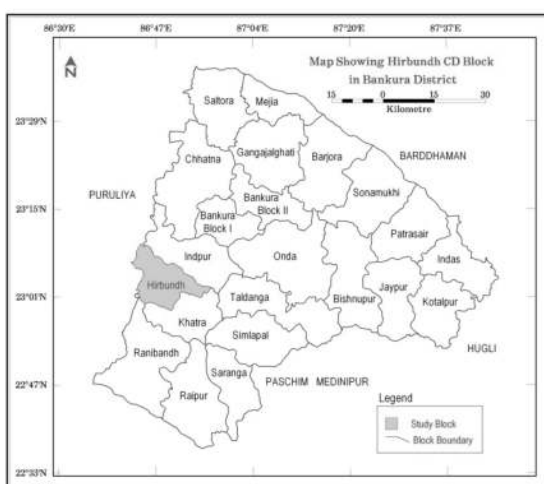 86°30'E 86°47'E 87°04'E 87°20'E 87°37'E
N
Map Showing Hirbundh CD Block
in Bankura District
15 0 15 30
Kilometre
23°29'N
23°15'N
23°01'N
22°47'N
22°33'N
Saltora
Mejia
Chhatna
Gangajalghati
Barjora
BARDDHAMAN
Sonamukhi
PURULIYA
Bankura
Block II
Bankura
Block I
Patrasair
Indpur
Onda
Indas
Hirbundh
Taldanga
Bishnupur
Jaypur
Kotalpur
Khatra
Simlapal
HUGLI
Ranibandh
Saranga
PASCHIM MEDINIPUR
Raipur
Legend
Study Block
Block Boundary